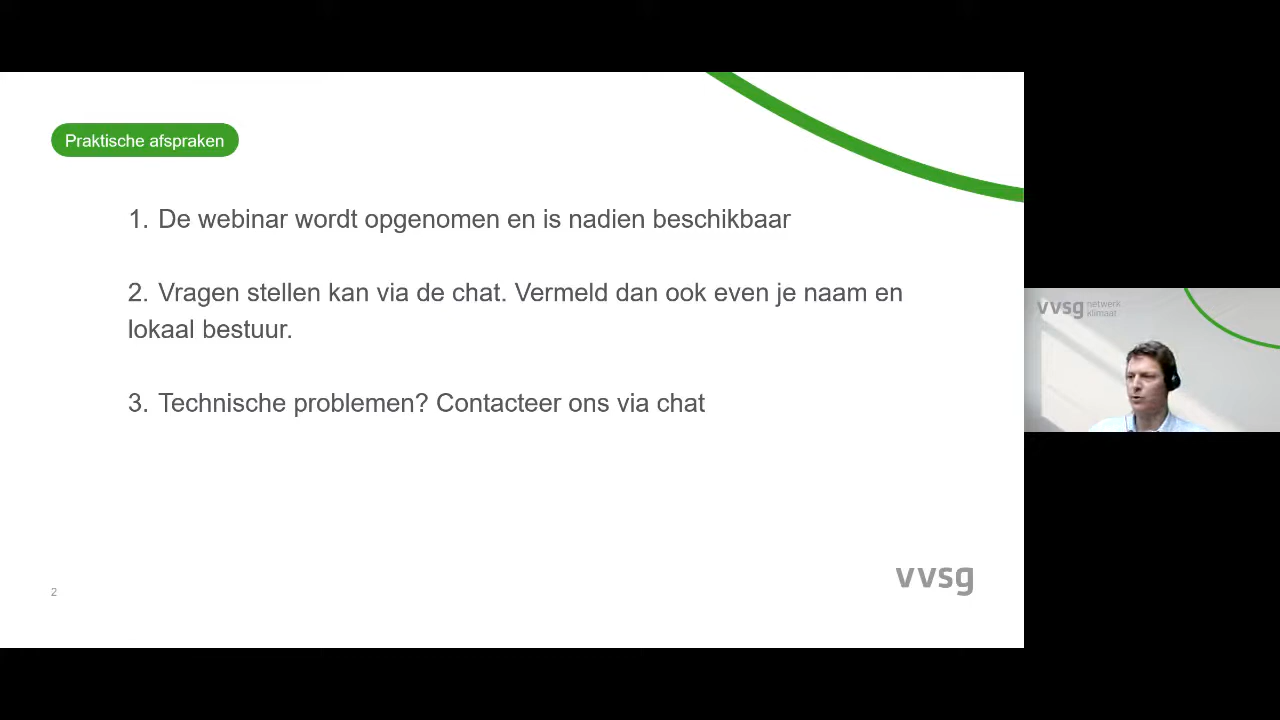 Praktische afspraken
1. De webinar wordt opgenomen en is nadien beschikbaar
2. Vragen stellen kan via de chat. Vermeld dan ook even je naam en
lokaal bestuur.
3. Technische problemen? Contacteer ons via chat
2
vvsg
vvsg netwerk
klimaat